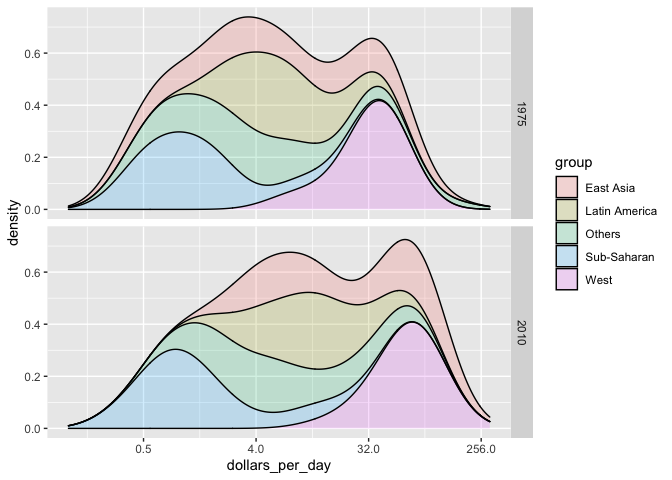 0.6
0.4
0.2
0.0
1975
0.6
0.4
0.2
0.0
2010
density
0.5 4.0 32.0 256.0
dollars_per_day
group
East Asia
Latin America
Others
Sub-Saharan
West